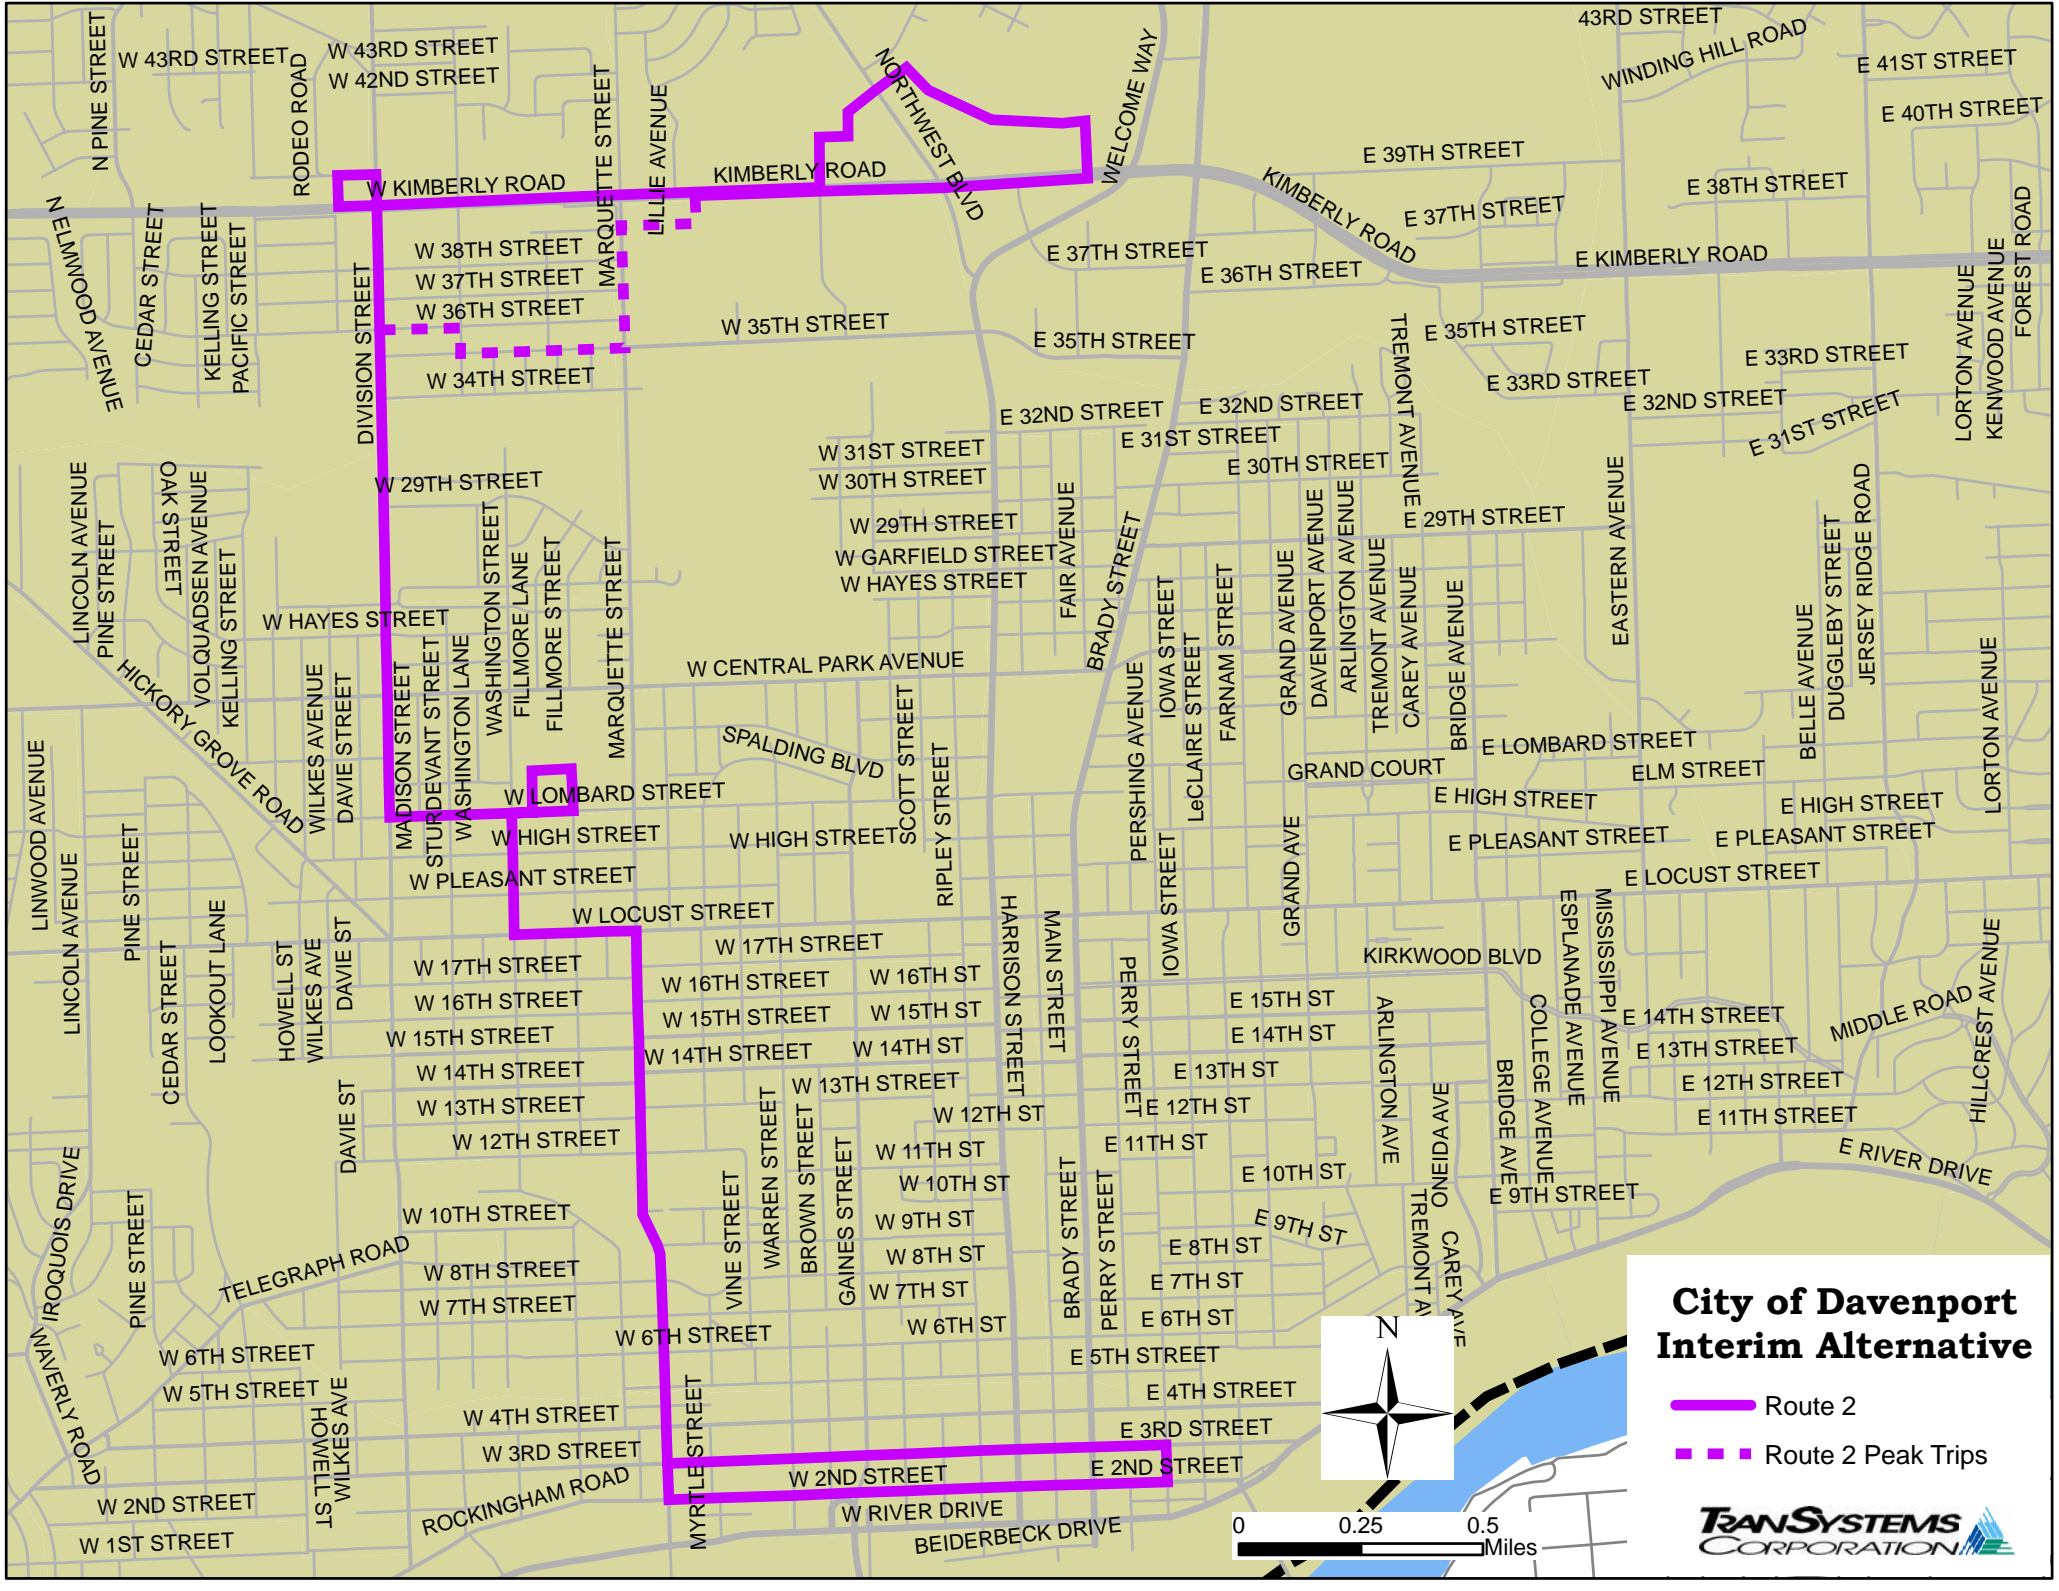 43RD STREET
W 43RD STREET
W 43RD STREET
W 42ND STREET
N PINE STREET
RODEO ROAD
MARQUETTE STREET
LILLIE AVENUE
NORTHWEST BLVD
WELCOME WAY
WINDING HILL ROAD
E 41ST STREET
E 40TH STREET
E 39TH STREET
E 38TH STREET
W KIMBERLY ROAD
KIMBERLY ROAD
KIMBERLY ROAD
E 37TH STREET
E KIMBERLY ROAD
N ELMWOOD AVENUE
CEDAR STREET
KELLING STREET
PACIFIC STREET
DIVISION STREET
W 38TH STREET
W 37TH STREET
W 36TH STREET
E 37TH STREET
E 36TH STREET
FOREST ROAD
KENWOOD AVENUE
LORTON AVENUE
W 35TH STREET
E 35TH STREET
E 35TH STREET
TREMONT AVENUE
E 33RD STREET
E 33RD STREET
W 34TH STREET
E 32ND STREET
E 32ND STREET
E 32ND STREET
E 31ST STREET
E 31ST STREET
W 31ST STREET
W 30TH STREET
E 30TH STREET
W 29TH STREET
W 29TH STREET
E 29TH STREET
W GARFIELD STREET
W HAYES STREET
W HAYES STREET
LINCOLN AVENUE
PINE STREET
OAK STREET
VOLQUADSEN AVENUE
KELLING STREET
WASHINGTON STREET
FILLMORE LANE
FILLMORE STREET
MARQUETTE STREET
FAIR AVENUE
BRADY STREET
IOWA STREET
LeCLAIRE STREET
FARNAM STREET
GRAND AVENUE
DAVENPORT AVENUE
ARLINGTON AVENUE
TREMONT AVENUE
CAREY AVENUE
BRIDGE AVENUE
EASTERN AVENUE
BELLE AVENUE
DUGGLEBY STREET
JERSEY RIDGE ROAD
LORTON AVENUE
HICKORY GROVE ROAD
WILKES AVENUE
DAVIE STREET
MADISON STREET
STURDEVANT STREET
WASHINGTON LANE
W CENTRAL PARK AVENUE
SPALDING BLVD
SCOTT STREET
RIPLEY STREET
PERSHING AVENUE
E LOMBARD STREET
GRAND COURT
ELM STREET
W LOMBARD STREET
E HIGH STREET
E HIGH STREET
W HIGH STREET
W HIGH STREET
E PLEASANT STREET
E PLEASANT STREET
W PLEASANT STREET
E LOCUST STREET
W LOCUST STREET
LINWOOD AVENUE
LINCOLN AVENUE
PINE STREET
CEDAR STREET
LOOKOUT LANE
HOWELL ST
WILKES AVE
DAVIE ST
HARRISON STREET
MAIN STREET
IOWA STREET
GRAND AVE
W 17TH STREET
W 17TH STREET
W 16TH STREET
W 16TH STREET
W 16TH ST
W 15TH STREET
W 15TH STREET
W 15TH ST
W 14TH STREET
W 14TH STREET
W 14TH ST
W 13TH STREET
W 13TH STREET
W 12TH STREET
W 12TH ST
W 11TH ST
W 10TH ST
W 10TH STREET
W 9TH ST
W 8TH ST
W 8TH STREET
W 7TH ST
W 7TH STREET
W 6TH ST
W 6TH STREET
W 6TH STREET
W 5TH STREET
W 4TH STREET
W 3RD STREET
W 2ND STREET
W 2ND STREET
W 1ST STREET
KIRKWOOD BLVD
E 15TH ST
E 14TH ST
E 13TH ST
E 12TH ST
E 11TH ST
E 10TH ST
E 9TH ST
E 8TH ST
E 7TH ST
E 6TH ST
E 5TH STREET
E 4TH STREET
E 3RD STREET
E 2ND STREET
PERRY STREET
ARLINGTON AVE
ONEIDA AVE
BRIDGE AVE
COLLEGE AVENUE
ESPLANADE AVENUE
MISSISSIPPI AVENUE
E 14TH STREET
E 13TH STREET
E 12TH STREET
E 11TH STREET
MIDDLE ROAD
HILLCREST AVENUE
E RIVER DRIVE
E 9TH STREET
TREMONT AV
CAREY AVE
DAVIE ST
IROQUOIS DRIVE
PINE STREET
TELEGRAPH ROAD
WAVERLY ROAD
HOWELL ST
WILKES AVE
ROCKINGHAM ROAD
MYRTLE STREET
VINE STREET
WARREN STREET
BROWN STREET
GAINES STREET
BRADY STREET
PERRY STREET
W RIVER DRIVE
BEIDERBECK DRIVE
N
0 0.25 0.5
Miles
City of Davenport
Interim Alternative
Route 2
Route 2 Peak Trips
TRANSYSTEMS
CORPORATION